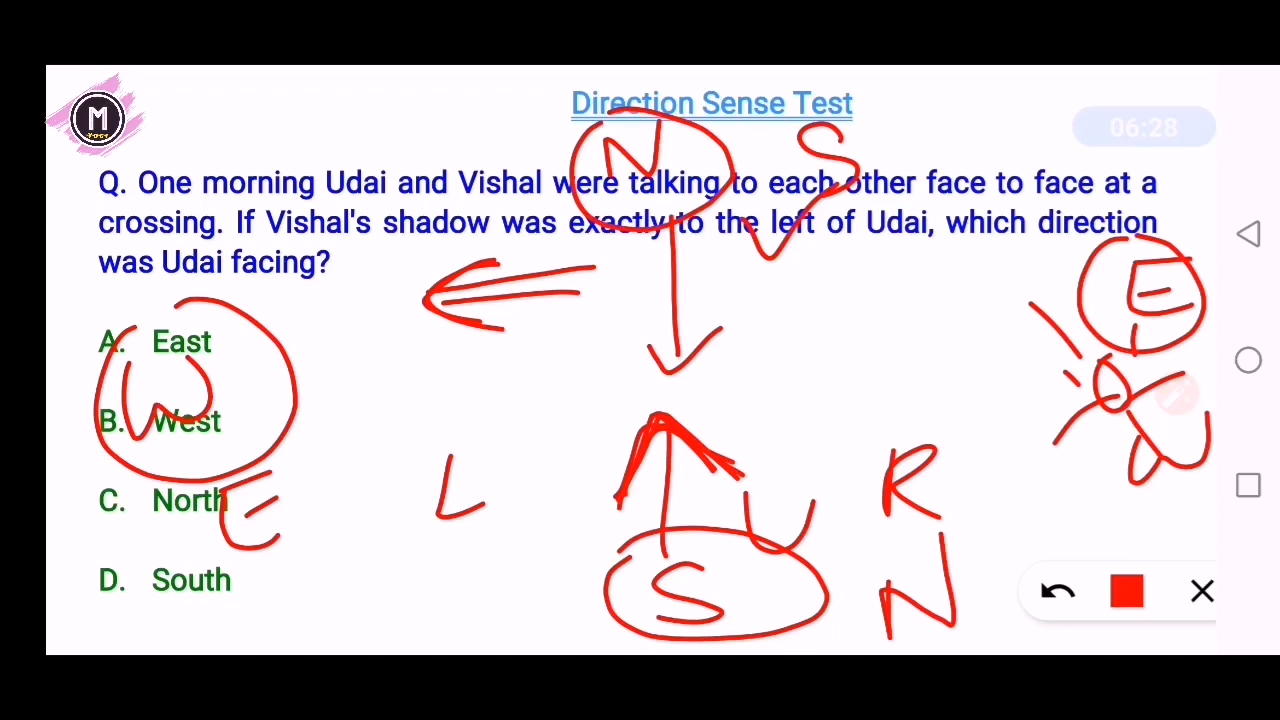 M
Direction Sense Test
06:28
N
S
Q. One morning Udai and Vishal were talking to each other face to face at a
crossing. If Vishal's shadow was exactly to the left of Udai, which direction
was Udai facing?
V
E
A. East
W
B. West
L
R
C. North
E
U
S
N
D. South